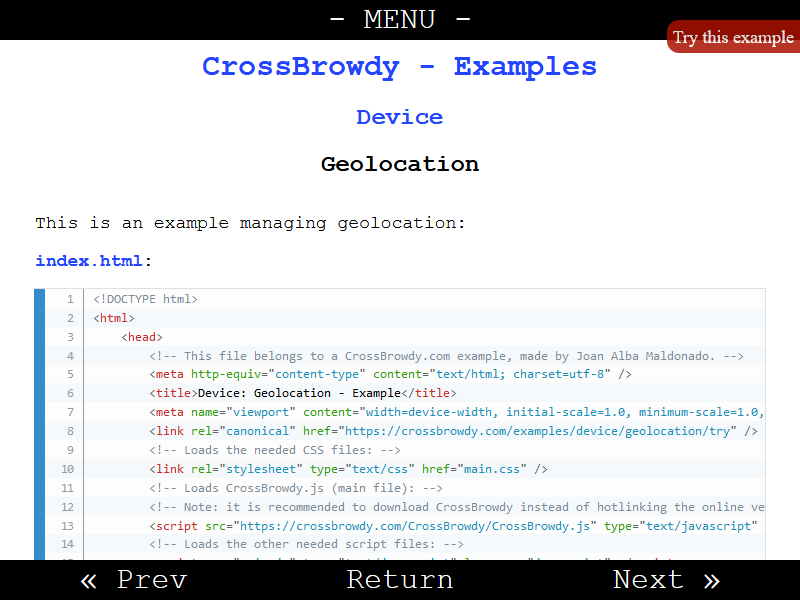 - MENU -
Try this example
CrossBrowdy - Examples
Device
Geolocation
This is an example managing geolocation:
index.html:
1 <!DOCTYPE html>
2 <html>
3 <head>
4 <!-- This file belongs to a CrossBrowdy.com example, made by Joan Alba Maldonado. -->
5 <meta http-equiv="content-type" content="text/html; charset=utf-8" />
6 <title>Device: Geolocation - Example</title>
7 <meta name="viewport" content="width=device-width, initial-scale=1.0, minimum-scale=1.0,
8 <link rel="canonical" href="https://crossbrowdy.com/examples/device/geolocation/try" />
9 <!-- Loads the needed CSS files: -->
10 <link rel="stylesheet" type="text/css" href="main.css" />
11 <!-- Loads CrossBrowdy.js (main file): -->
12 <!-- Note: it is recommended to download CrossBrowdy instead of hotlinking the online ve
13 <script src="https://crossbrowdy.com/CrossBrowdy/CrossBrowdy.js" type="text/javascript"
14 <!-- Loads the other needed script files: -->
« Prev Return Next »